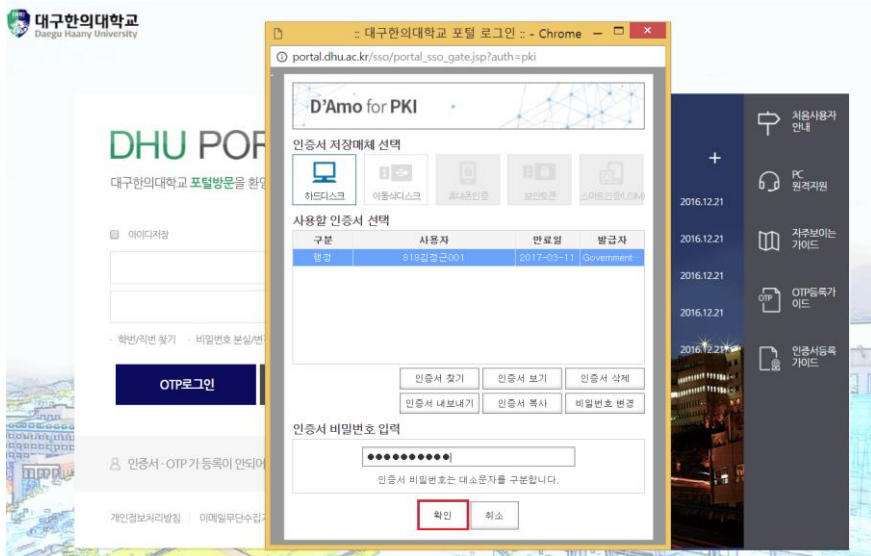 대구한의대학교
Daegu Haany University
DHU POR
대구한의대학교 포털방문을 환영
아이디저장
· 학번/직번 찾기 · 비밀번호 분실/변
OTP로그인
인증서 · OTP 가 등록이 안되어
개인정보처리방침 이메일무단수집거
:: 대구한의대학교 포털 로그인 :: - Chrome
portal.dhu.ac.kr/sso/portal_sso_gate.jsp?auth=pki
D'Amo for PKI
인증서 저장매체 선택
하드디스크 이동식디스크 휴대폰인증 보안토큰 스마트인증(USIM)
사용할 인증서 선택
구분 사용자 만료일 발급자
행정 818김정근001 2017-03-11 Government
인증서 찾기 인증서 보기 인증서 삭제
인증서 내보내기 인증서 복사 비밀번호 변경
인증서 비밀번호 입력
●●●●●●●●●●
인증서 비밀번호는 대소문자를 구분합니다.
확인 취소
+
2016.12.21
2016.12.21
2016.12.21
2016.12.21
2016.12.21
처음사용자
안내
PC
원격지원
자주보이는
가이드
OTP
OTP등록가
이드
인증서등록
가이드